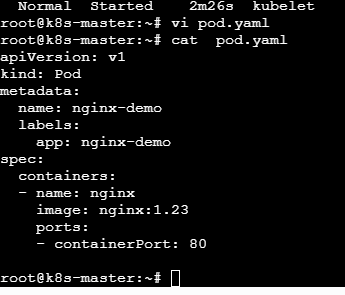 Normal  Started    2m26s  kubelet
root@k8s-master:~# vi pod.yaml
root@k8s-master:~# cat  pod.yaml
apiVersion: v1
kind: Pod
metadata:
  name: nginx-demo
  labels:
    app: nginx-demo
spec:
  containers:
  - name: nginx
    image: nginx:1.23
    ports:
    - containerPort: 80
root@k8s-master:~#